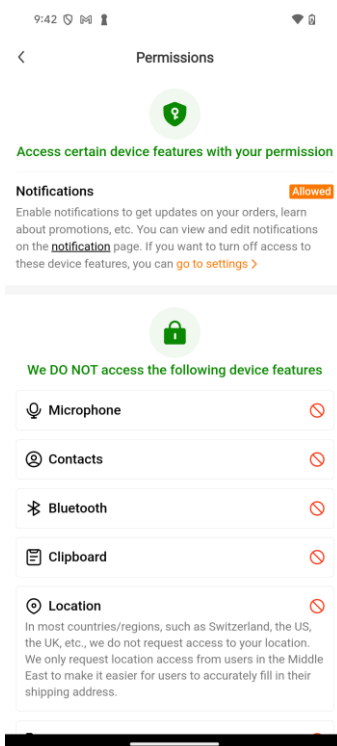 9:42
Permissions
Access certain device features with your permission
Notifications
Allowed
Enable notifications to get updates on your orders, learn
about promotions, etc. You can view and edit notifications
on the notification page. If you want to turn off access to
these device features, you can go to settings >
We DO NOT access the following device features
Microphone
Contacts
Bluetooth
Clipboard
Location
In most countries/regions, such as Switzerland, the US,
the UK, etc., we do not request access to your location.
We only request location access from users in the Middle
East to make it easier for users to accurately fill in their
shipping address.